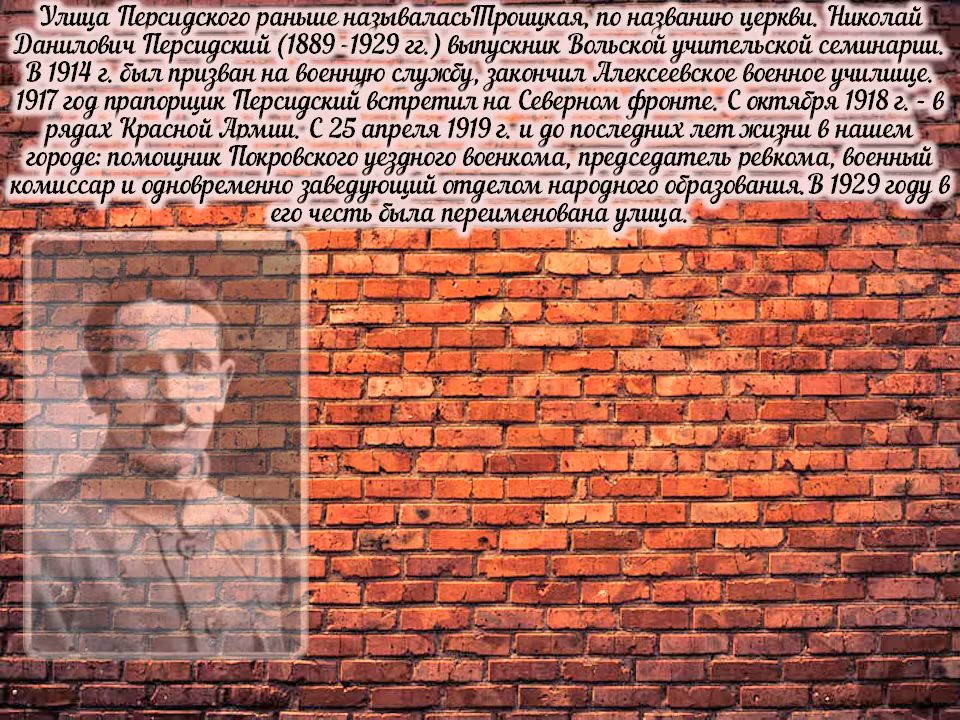 Улица Персидского раньше называласьТроицкая, по названию церкви. Николай
Данилович Персидский (1889 -1929 гг.) выпускник Вольской учительской семинарии.
В 1914 г. был призван на военную службу, закончил Алексеевское военное училище.
1917 год прапорщик Персидский встретил на Северном фронте. С октября 1918 г. - в
рядах Красной Армии. С 25 апреля 1919 г. и до последних лет жизни в нашем
городе: помощник Покровского уездного военкома, председатель ревкома, военный
комиссар и одновременно заведующий отделом народного образования.В 1929 году в
его честь была переименована улица.